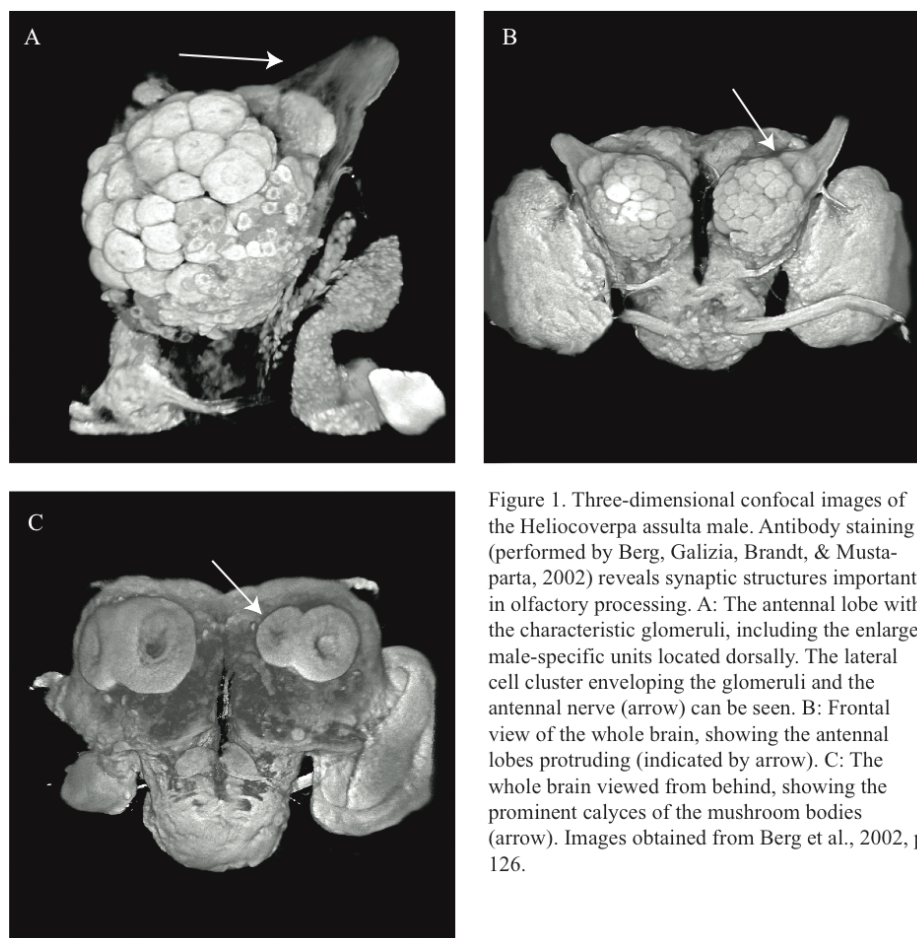 A
B
C
Figure 1. Three-dimensional confocal images of
the Heliocoverpa assulta male. Antibody staining
(performed by Berg, Galizia, Brandt, & Musta-
parta, 2002) reveals synaptic structures important
in olfactory processing. A: The antennal lobe with
the characteristic glomeruli, including the enlarge
male-specific units located dorsally. The lateral
cell cluster enveloping the glomeruli and the
antennal nerve (arrow) can be seen. B: Frontal
view of the whole brain, showing the antennal
lobes protruding (indicated by arrow). C: The
whole brain viewed from behind, showing the
prominent calyces of the mushroom bodies
(arrow). Images obtained from Berg et al., 2002, p
126.